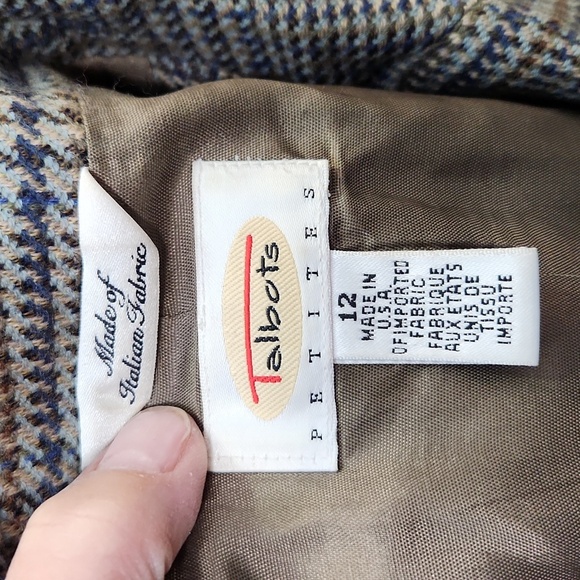 Made of
Italian Fabric
Talbots
PETITES
12
MADE IN
U.S.A.
OF IMPORTED
FABRIC
FABRIQUE
AUX ETATS
UNIS DE
TISSU
IMPORTE